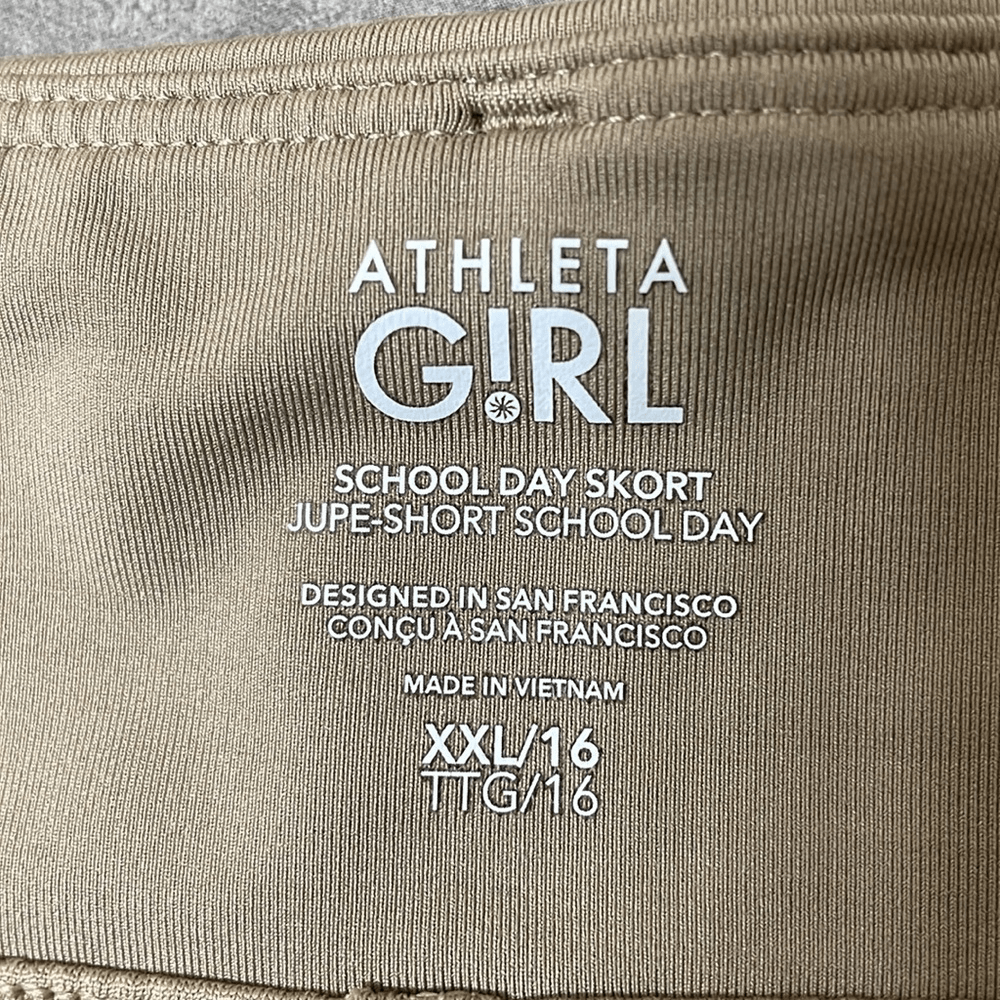 ATHLETA
G!RL
SCHOOL DAY SKORT
JUPE-SHORT SCHOOL DAY
DESIGNED IN SAN FRANCISCO
CONÇU À SAN FRANCISCO
MADE IN VIETNAM
XXL/16
TTG/16